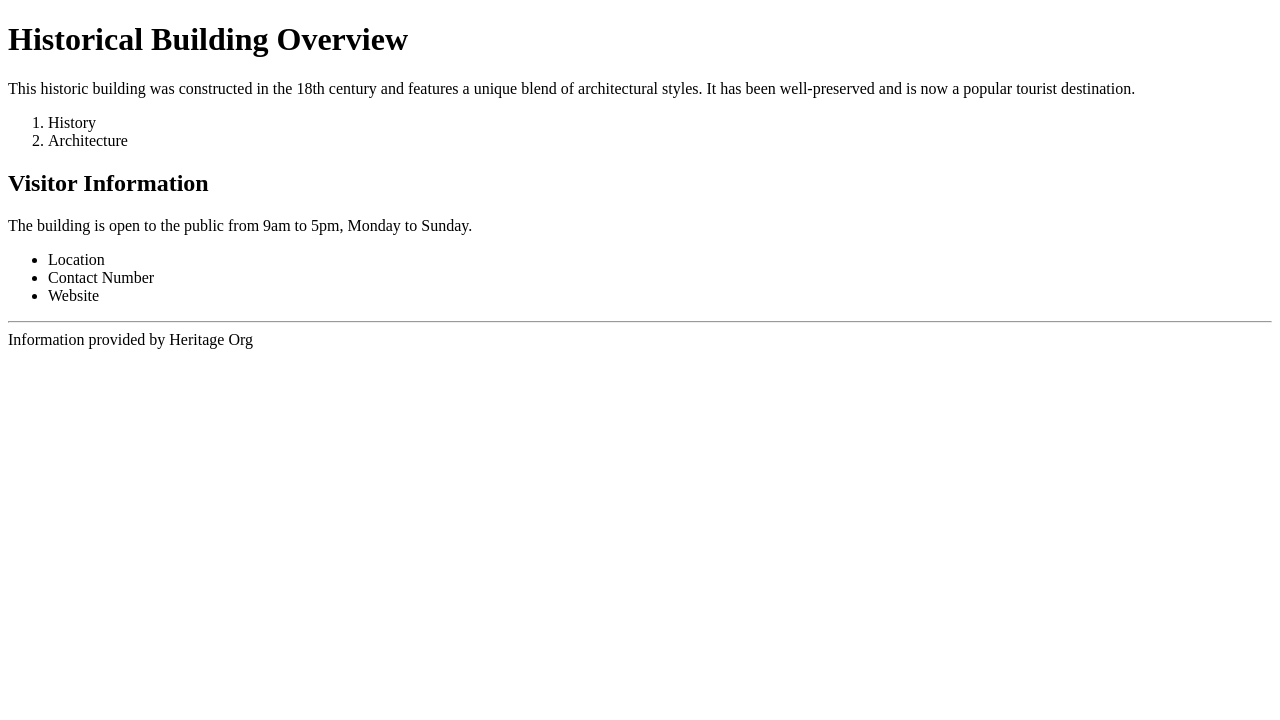 Historical Building Overview
This historic building was constructed in the 18th century and features a unique blend of architectural styles. It has been well-preserved and is now a popular tourist destination.
1. History
2. Architecture
Visitor Information
The building is open to the public from 9am to 5pm, Monday to Sunday.
• Location
• Contact Number
• Website
Information provided by Heritage Org